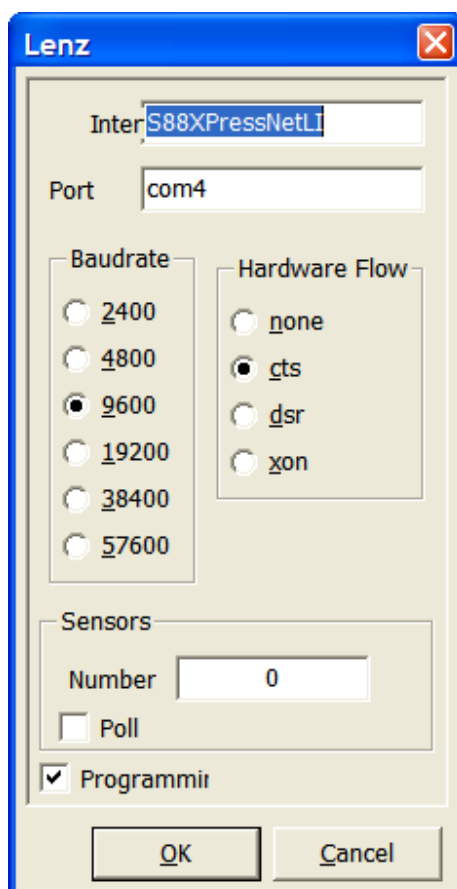 Lenz
Inter S88XPressNetLI
Port com4
Baudrate
2400
4800
9600
19200
38400
57600
Hardware Flow
none
cts
dsr
xon
Sensors
Number 0
Poll
Programmir
OK Cancel